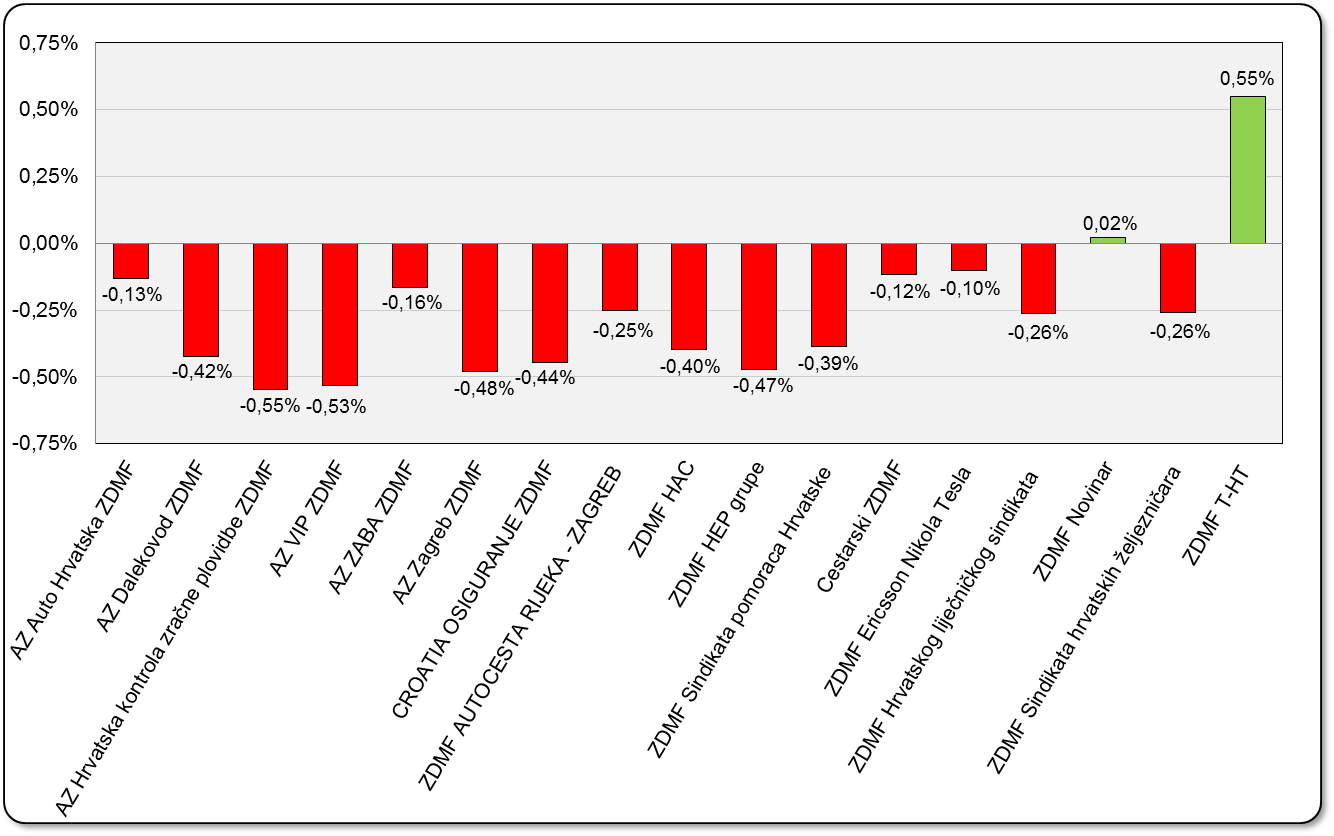 0,75%
0,50%
0,25%
0,00%
-0,25%
-0,50%
-0,75%
-0,13%
-0,42%
-0,55%
-0,53%
-0,16%
-0,48%
-0,44%
-0,25%
-0,40%
-0,47%
-0,39%
-0,12%
-0,10%
-0,26%
0,02%
-0,26%
0,55%
AZ Auto Hrvatska ZDMF
AZ Dalekovod ZDMF
AZ Hrvatska kontrola zračne plovidbe ZDMF
AZ VIP ZDMF
AZ ZABA ZDMF
AZ Zagreb ZDMF
CROATIA OSIGURANJE ZDMF
ZDMF AUTOCESTA RIJEKA - ZAGREB
ZDMF HAC
ZDMF HEP grupe
ZDMF Sindikata pomoraca Hrvatske
Cestarski ZDMF
ZDMF Ericsson Nikola Tesla
ZDMF Hrvatskog liječničkog sindikata
ZDMF Novinar
ZDMF Sindikata hrvatskih željezničara
ZDMF T-HT